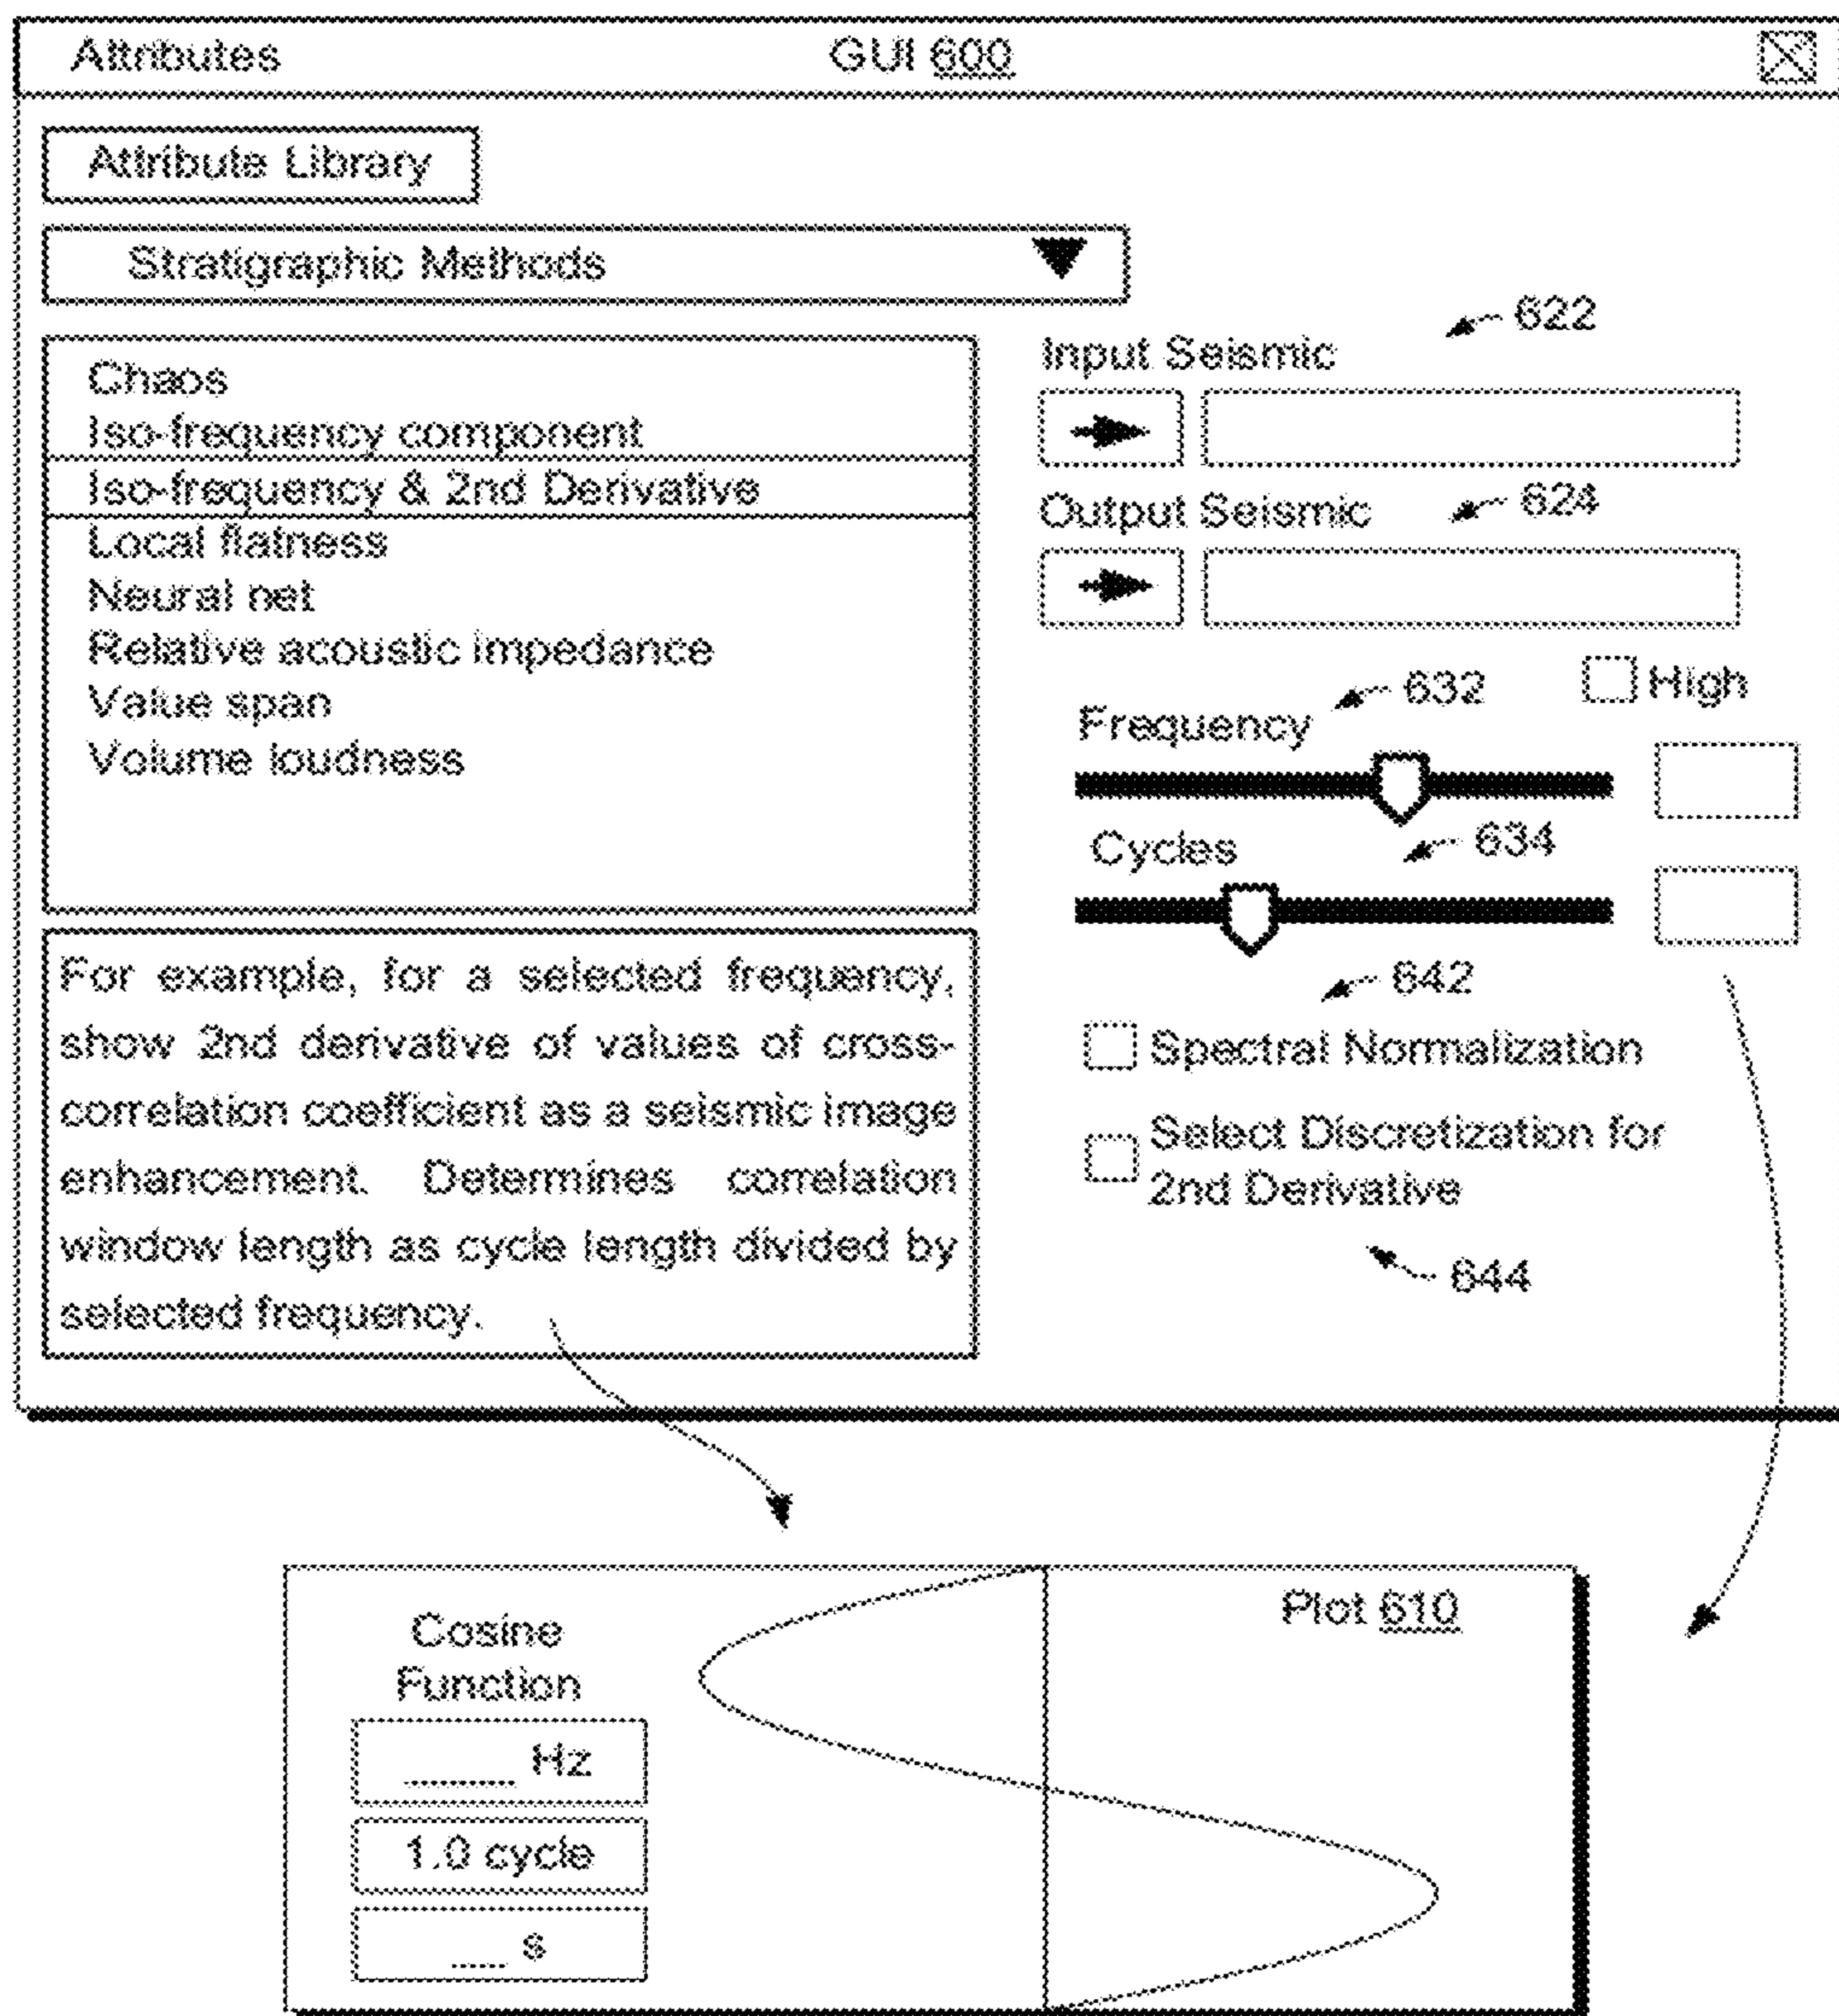 Attributes
GUI 600
Attribute Library
Stratigraphic Methods
Chaos
Iso-frequency component
Iso-frequency & 2nd Derivative
Local flatness
Neural net
Relative acoustic impedance
Value span
Volume loudness
For example, for a selected frequency,
show 2nd derivative of values of cross-
correlation coefficient as a seismic image
enhancement. Determines correlation
window length as cycle length divided by
selected frequency.
622
Input Seismic
624
Output Seismic
632
High
Frequency
634
Cycles
642
Spectral Normalization
Select Discretization for
2nd Derivative
644
Plot 610
Cosine
Function
____ Hz
1.0 cycle
__ s